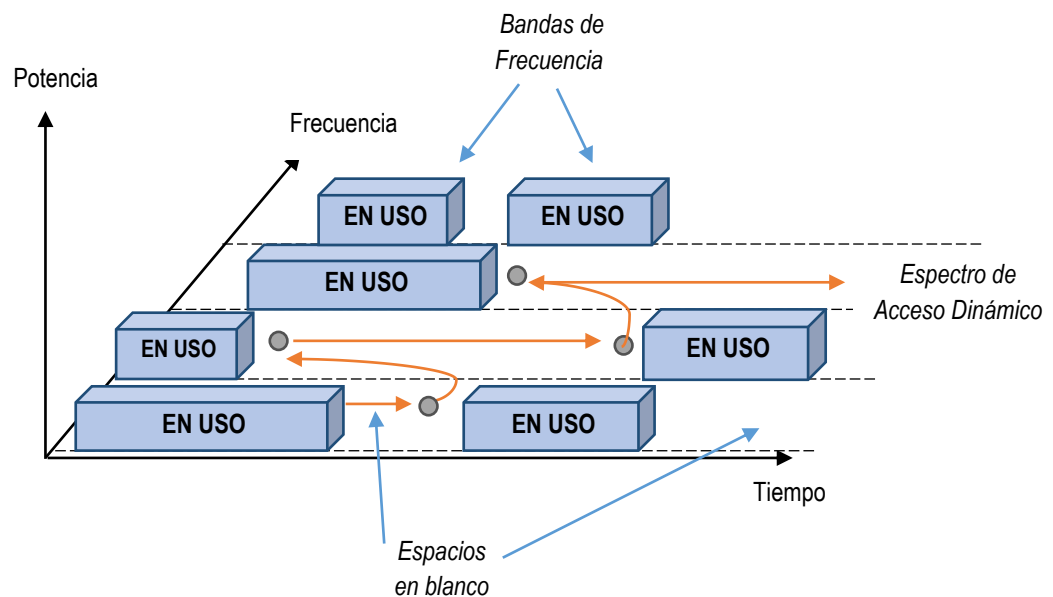 Bandas de
Frecuencia
Potencia
Frecuencia
EN USO
EN USO
EN USO
Espectro de
Acceso Dinámico
EN USO
EN USO
EN USO
EN USO
Tiempo
Espacios
en blanco